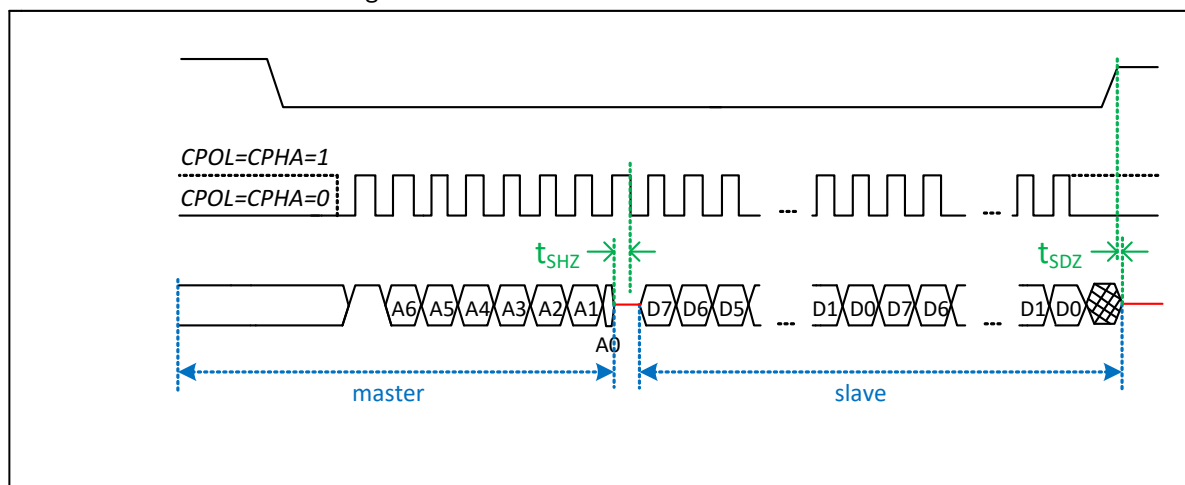 CPOL=CPHA=1
CPOL=CPHA=0
... ...
tSHZ tSDZ
A6 A5 A4 A3 A2 A1 D7 D6 D5 ... D1 D0 D7 D6 ... D1 D0
A0
master slave